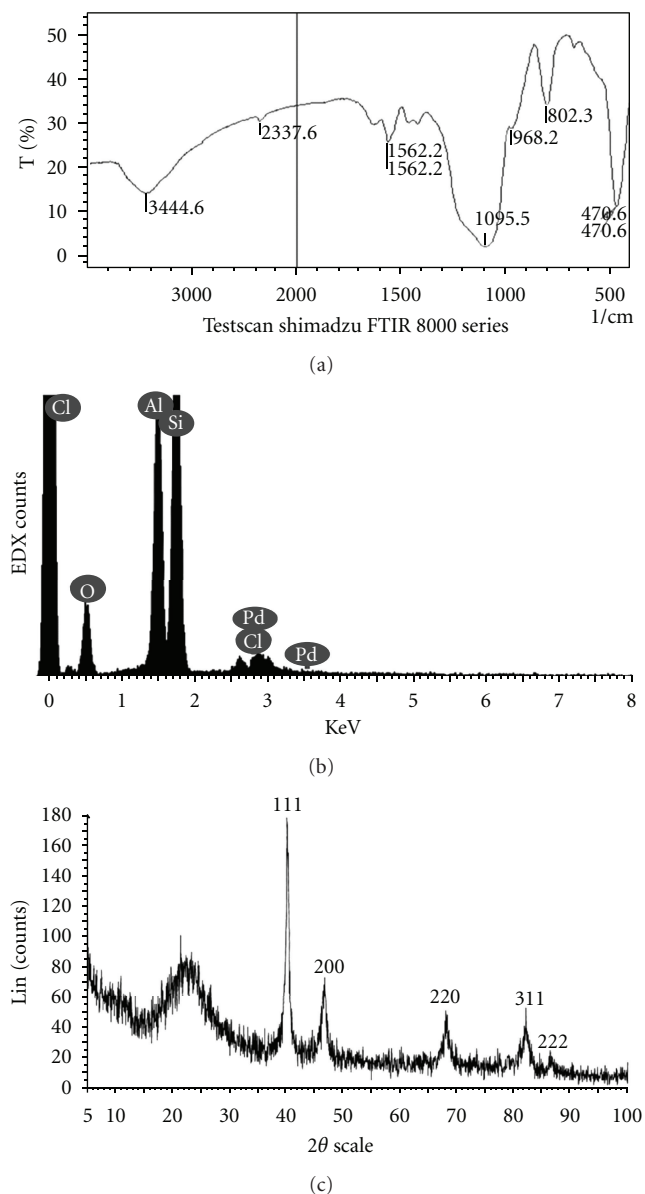 50
40
30
20
10
0
T (%)
2337.6
3444.6
1562.2
1562.2
1095.5
968.2
802.3
470.6
470.6
3000 2000 1500 1000 500
1/cm
Testscan shimadzu FTIR 8000 series
(a)
EDX counts
Cl
Al
Si
O
Pd
Cl
Pd
0 1 2 3 4 5 6 7 8
KeV
(b)
180
160
140
120
100
80
60
40
20
0
Lin (counts)
111
200
220
311
222
5 10 20 30 40 50 60 70 80 90 100
2θ scale
(c)